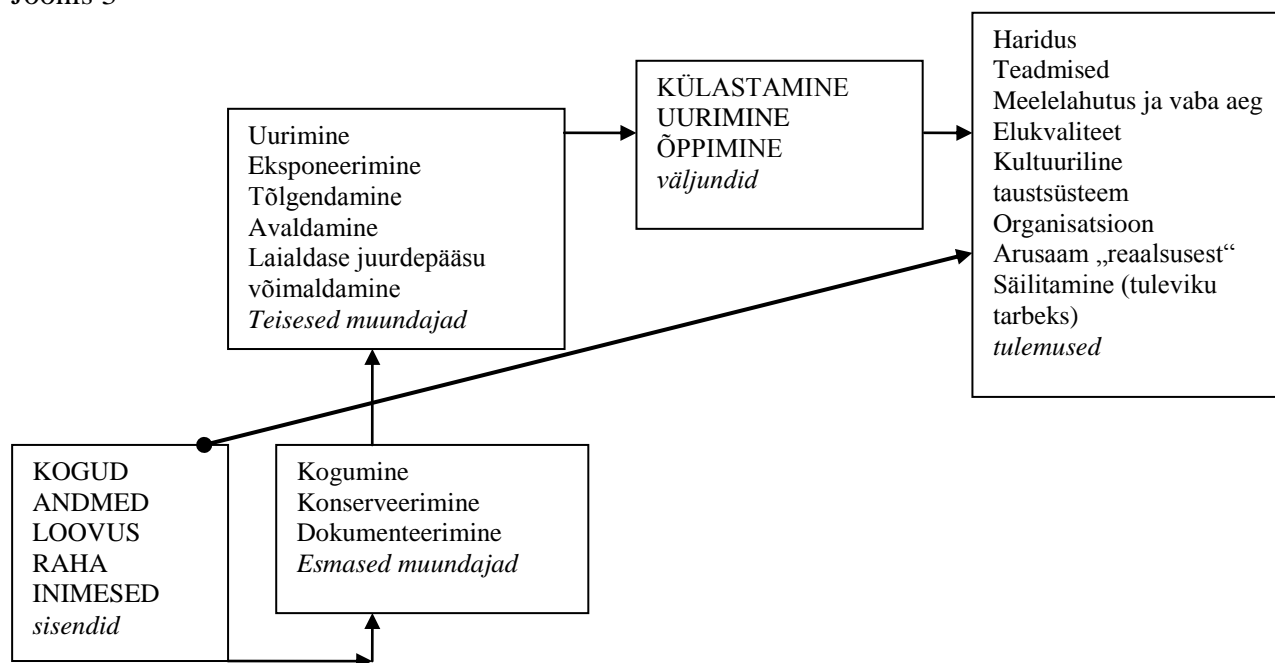 Joonis 3
Haridus
Teadmised
Meelelahutus ja vaba aeg
Elukvaliteet
Kultuuriline
taustsüsteem
Organisatsioon
Arusaam „reaalsusest“
Säilitamine (tuleviku
tarbeks)
tulemused
KÜLASTAMINE
UURIMINE
ÕPPIMINE
väljundid
Uurimine
Eksponeerimine
Tõlgendamine
Avaldamine
Laialdase juurdepääsu
võimaldamine
Teisesed muundajad
KOGUD
ANDMED
LOOVUS
RAHA
INIMESED
sisendid
Kogumine
Konserveerimine
Dokumenteerimine
Esmased muundajad